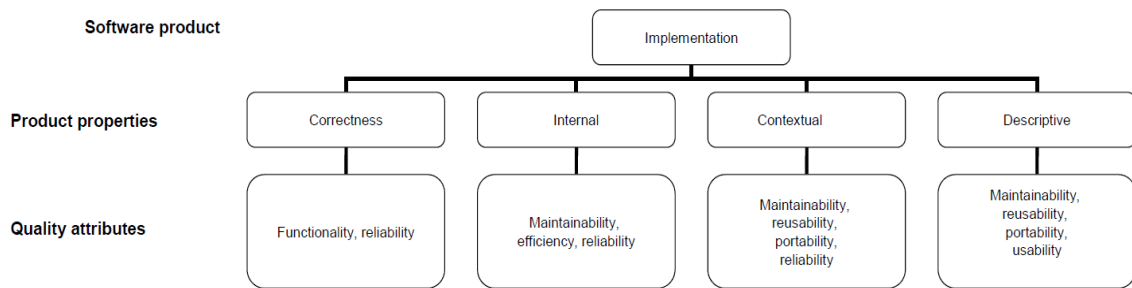 Software product
Implementation
Product properties
Correctness
Internal
Contextual
Descriptive
Quality attributes
Functionality, reliability
Maintainability,
efficiency, reliability
Maintainability,
reusability,
portability,
reliability
Maintainability,
reusability,
portability,
usability